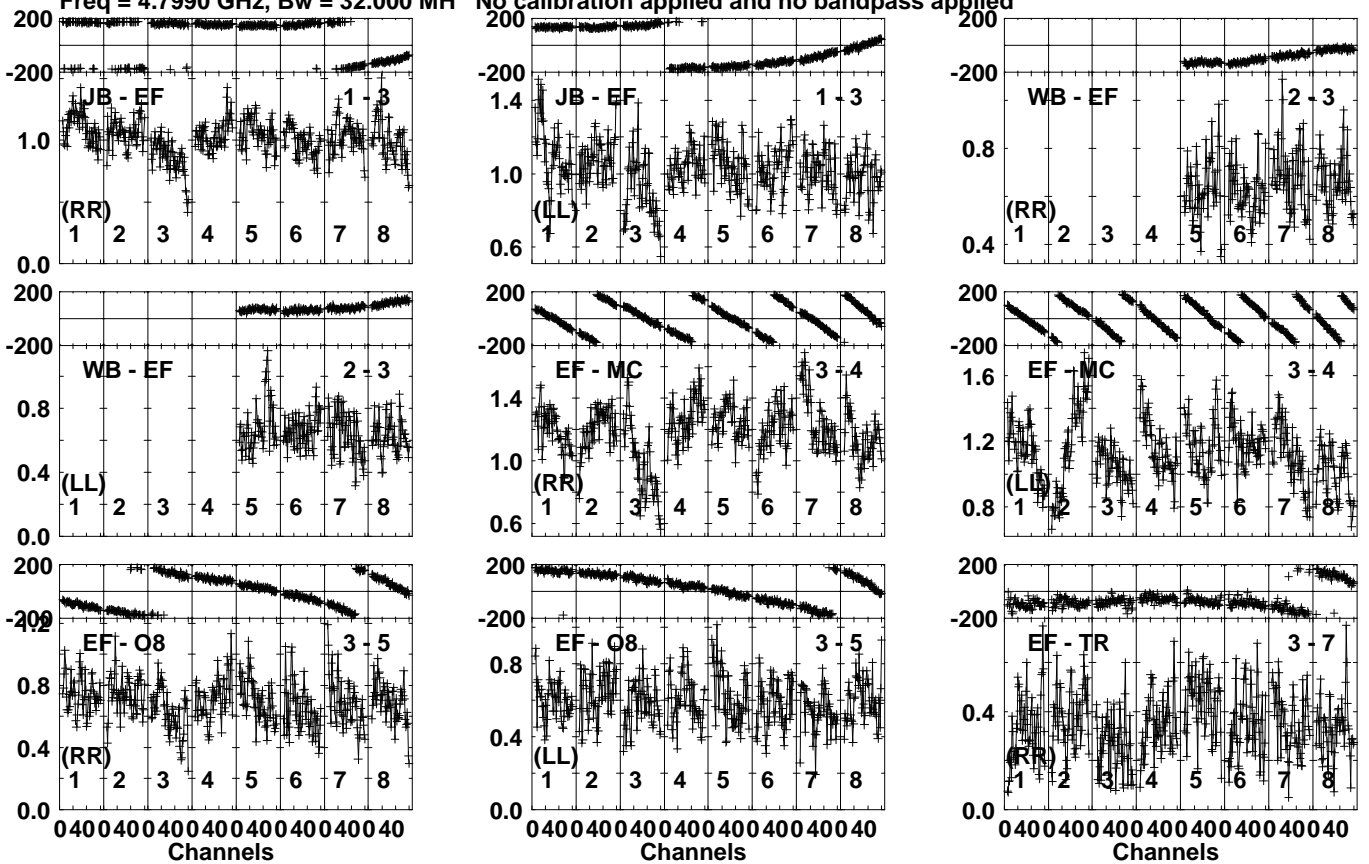 Freq = 4.7990 GHz, Bw = 32.000 MH No calibration applied and no bandpass applied
200
-200
JB - EF 1 - 3
1.0
(RR)
1 2 3 4 5 6 7 8
0.0
200
-200
JB - EF 1 - 3
1.4
1.0
(LL)
1 2 3 4 5 6 7 8
0.6
200
-200
WB - EF 2 - 3
0.8
(RR)
1 2 3 4 5 6 7 8
0.4
200
-200
WB - EF 2 - 3
0.8
0.4
(LL)
1 2 3 4 5 6 7 8
0.0
200
-200
EF - MC 3 - 4
1.4
1.0
(RR)
1 2 3 4 5 6 7 8
0.6
200
-200
EF - MC 3 - 4
1.6
1.2
(LL)
1 2 3 4 5 6 7 8
0.8
200
-200
1.2
EF - O8 3 - 5
0.8
0.4
(RR)
1 2 3 4 5 6 7 8
0.0
0 40 0 40 0 40 0 40 0 40 0 40 0 40 0 40
Channels
200
-200
EF - O8 3 - 5
0.8
0.4
(LL)
1 2 3 4 5 6 7 8
0.0
0 40 0 40 0 40 0 40 0 40 0 40 0 40 0 40
Channels
200
-200
EF - TR 3 - 7
0.4
(RR)
1 2 3 4 5 6 7 8
0.0
0 40 0 40 0 40 0 40 0 40 0 40 0 40 0 40
Channels